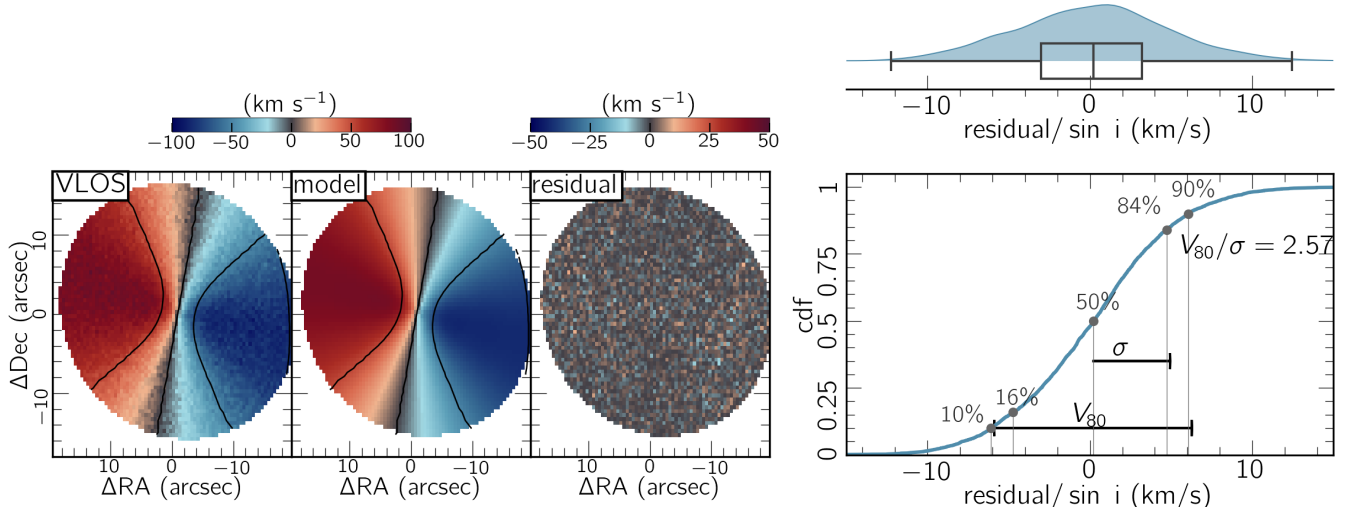 (km s⁻¹)
−100 −50 0 50 100
(km s⁻¹)
−50 −25 0 25 50
VLOS
model
residual
ΔDec (arcsec)
10
0
−10
10 0 −10
10 0 −10
10 0 −10
ΔRA (arcsec)
ΔRA (arcsec)
ΔRA (arcsec)
−10 0 10
residual/ sin i (km/s)
cdf
1
0.75
0.5
0.25
0
90%
84%
V₈₀/σ = 2.57
50%
σ
16%
10%
V₈₀
−10 0 10
residual/ sin i (km/s)